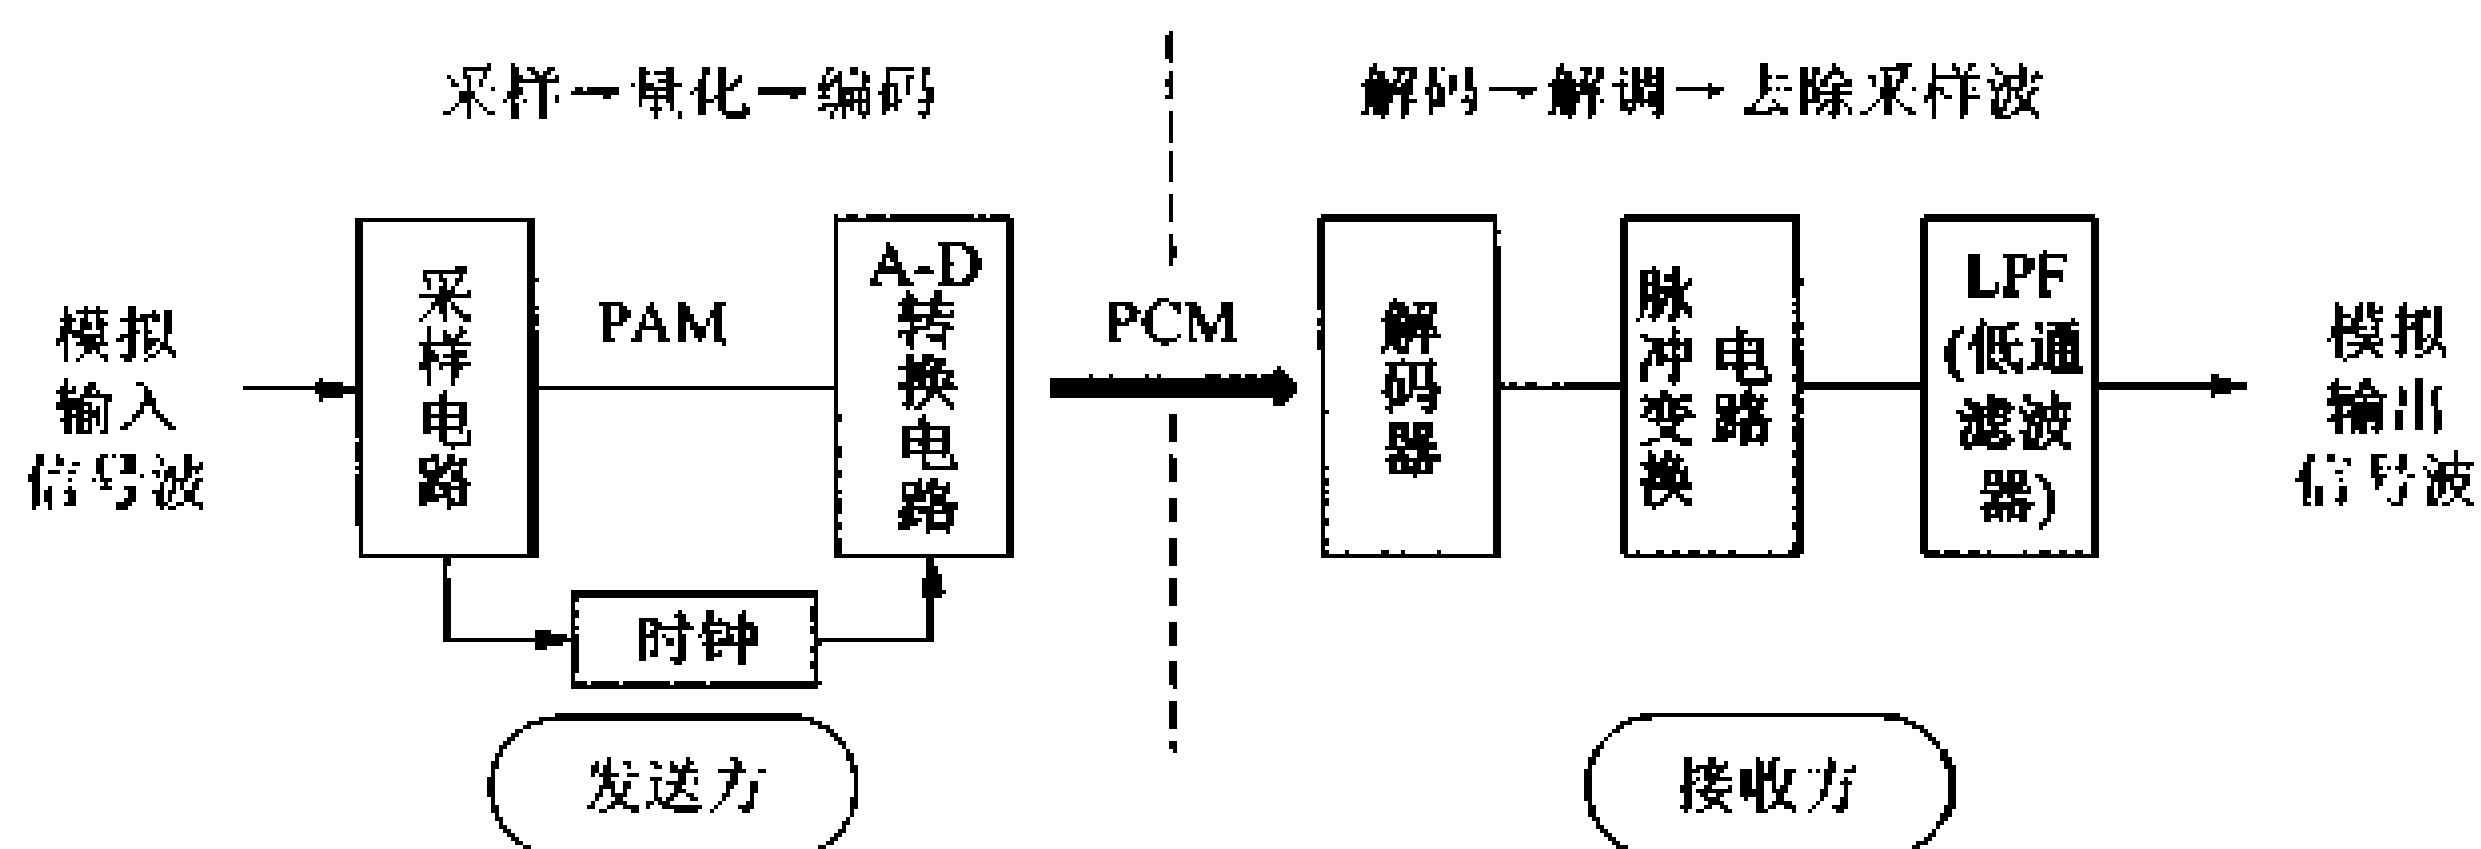 采样→量化→编码
解码→解调→去除采样波
模拟
输入
信号波
采样电路
PAM
A-D
转换电路
时钟
PCM
解码器
脉冲变换
电路
LPF
(低通
滤波
器)
模拟
输出
信号波
发送方
接收方